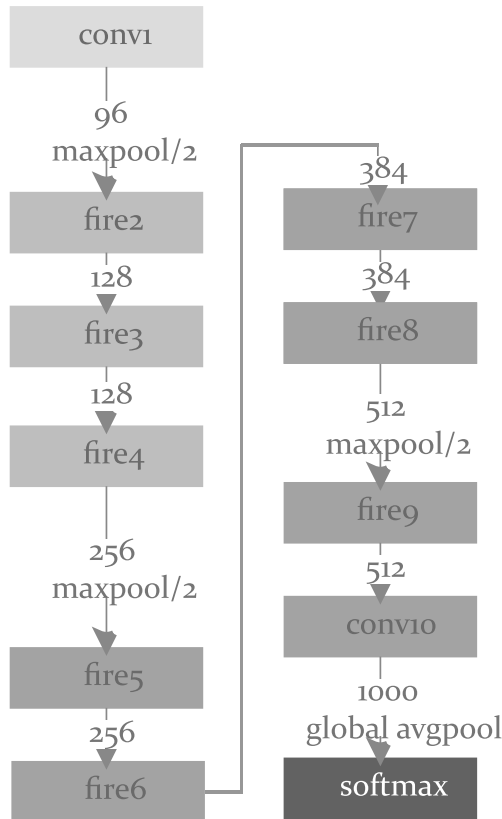 conv1
96
maxpool/2
fire2
128
fire3
128
fire4
256
maxpool/2
fire5
256
fire6
384
fire7
384
fire8
512
maxpool/2
fire9
512
conv10
1000
global avgpool
softmax